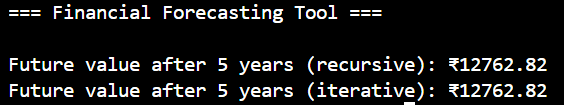 === Financial Forecasting Tool ===
Future value after 5 years (recursive): ₹12762.82
Future value after 5 years (iterative): ₹12762.82